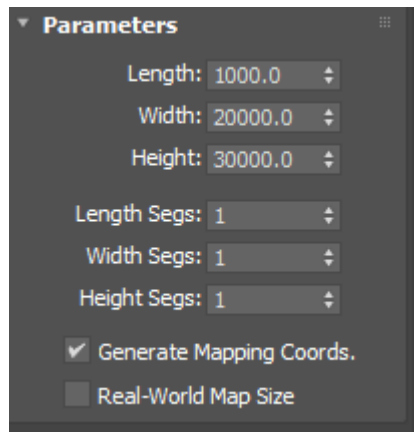 Parameters
Length: 1000.0
Width: 20000.0
Height: 30000.0
Length Segs: 1
Width Segs: 1
Height Segs: 1
Generate Mapping Coords.
Real-World Map Size